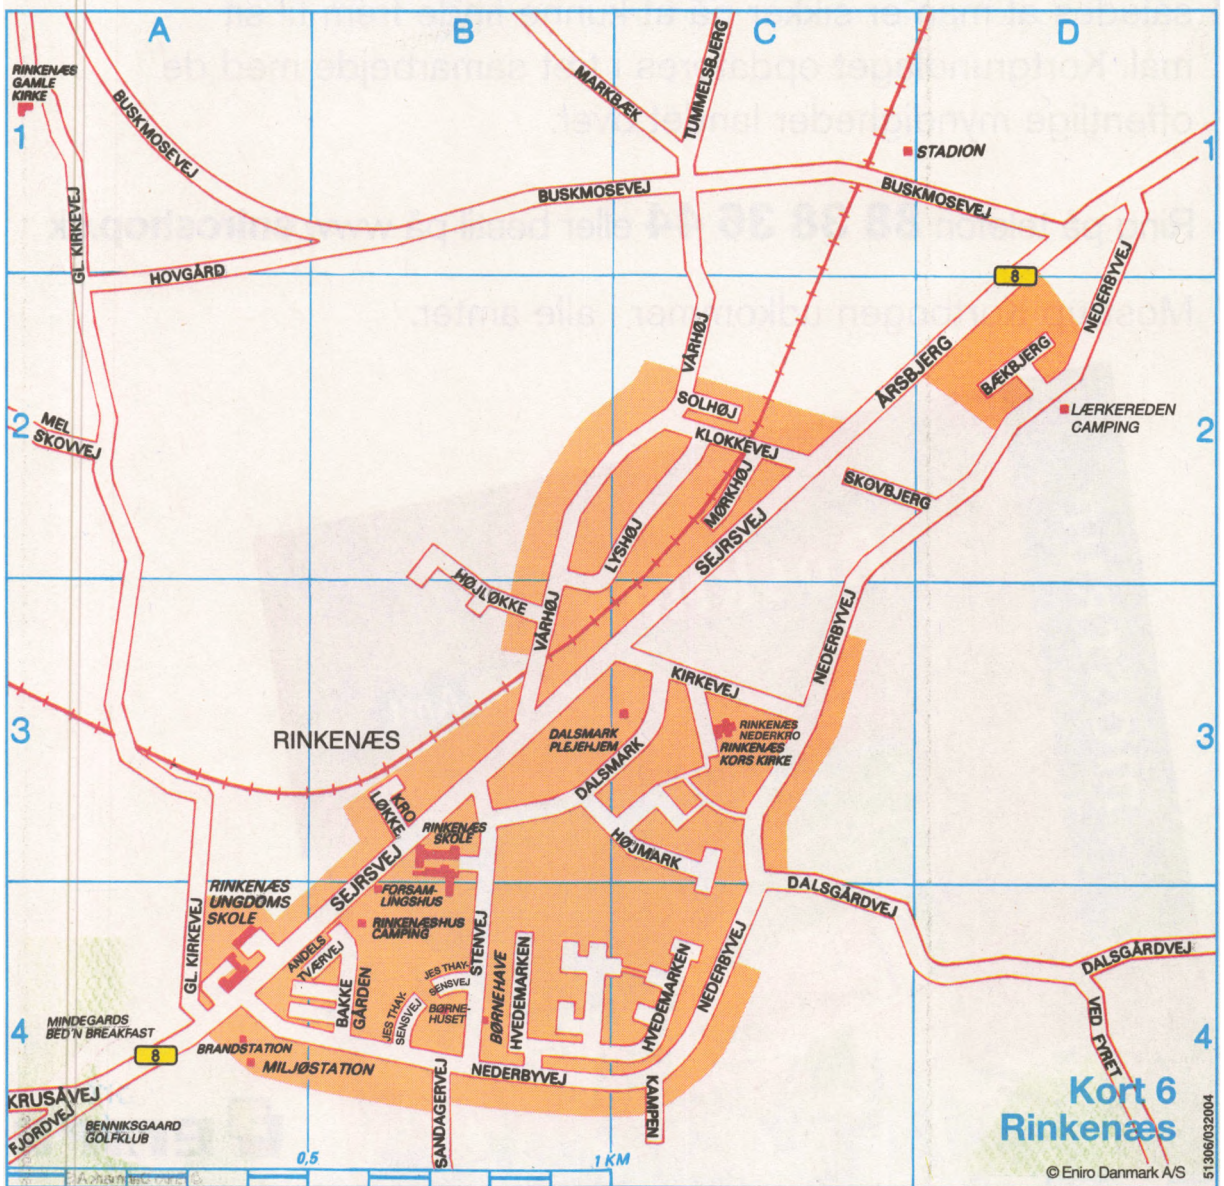 A
B
C
D
RINKENÆS
GAMLE
KIRKE
1
BUSKMOSEVEJ
MARKBÆK
TUMMELSBJERG
STADION
1
GL. KIRKEVEJ
BUSKMOSEVEJ
BUSKMOSEVEJ
HOVGÅRD
8
NEDERBYVEJ
VÅRHØJ
ÅRSBJERG
BÆKBJERG
2
MEL
SKOVVEJ
SOLHØJ
KLOKKEVEJ
LÆRKEREDEN
CAMPING
2
MØRKHØJ
SKOVBJERG
LYSHØJ
SEJRSVEJ
HØJLØKKE
VÅRHØJ
NEDERBYVEJ
KIRKEVEJ
3
RINKENÆS
DALSMARK
PLEJEHJEM
RINKENÆS
NEDERKRO
RINKENÆS
KORS KIRKE
3
DALSMARK
KRO
LØKKE
RINKENÆS
SKOLE
HØJMARK
SEJRSVEJ
RINKENÆS
UNGDOMS
SKOLE
FORSAM-
LINGSHUS
DALSGÅRDVEJ
RINKENÆSHUS
CAMPING
GL. KIRKEVEJ
ANDELS
TVÆRVEJ
STENVEJ
HVEDEMARKEN
HVEDEMARKEN
NEDERBYVEJ
DALSGÅRDVEJ
BAKKE
GÅRDEN
JES THAY-
SENSVEJ
JES THAY-
SENSVEJ
BØRNE-
HUSET
BØRNEHAVE
VED FYRET
4
MINDEGARDS
BED'N BREAKFAST
8
BRANDSTATION
MILJØSTATION
NEDERBYVEJ
4
KRUSÅVEJ
FJORDVEJ
BENNIKSGAARD
GOLFKLUB
SANDAGERVEJ
KAMPEN
Kort 6
Rinkenæs
0,5
1 KM
© Eniro Danmark A/S
51306/032004